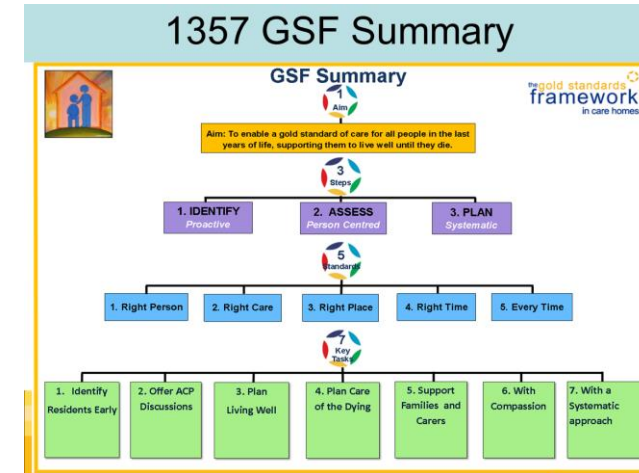 1357 GSF Summary
GSF Summary
the gold standards
framework
in care homes
1
Aim
Aim: To enable a gold standard of care for all people in the last
years of life, supporting them to live well until they die.
3
Steps
1. IDENTIFY
Proactive
2. ASSESS
Person Centred
3. PLAN
Systematic
5
Standards
1. Right Person
2. Right Care
3. Right Place
4. Right Time
5. Every Time
7
Key
Tasks
1. Identify
Residents Early
2. Offer ACP
Discussions
3. Plan
Living Well
4. Plan Care
of the Dying
5. Support
Families and
Carers
6. With
Compassion
7. With a
Systematic
approach